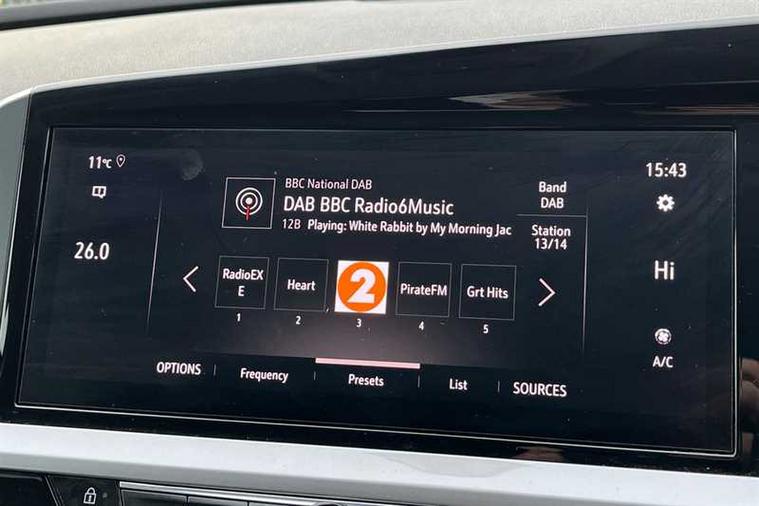 11°C
15:43
BBC National DAB
DAB BBC Radio6Music
12B Playing: White Rabbit by My Morning Jac
Band
DAB
Station
13/14
26.0
Hi
RadioEX
E
Heart
2
PirateFM
Grt Hits
1
2
3
4
5
A/C
OPTIONS
Frequency
Presets
List
SOURCES